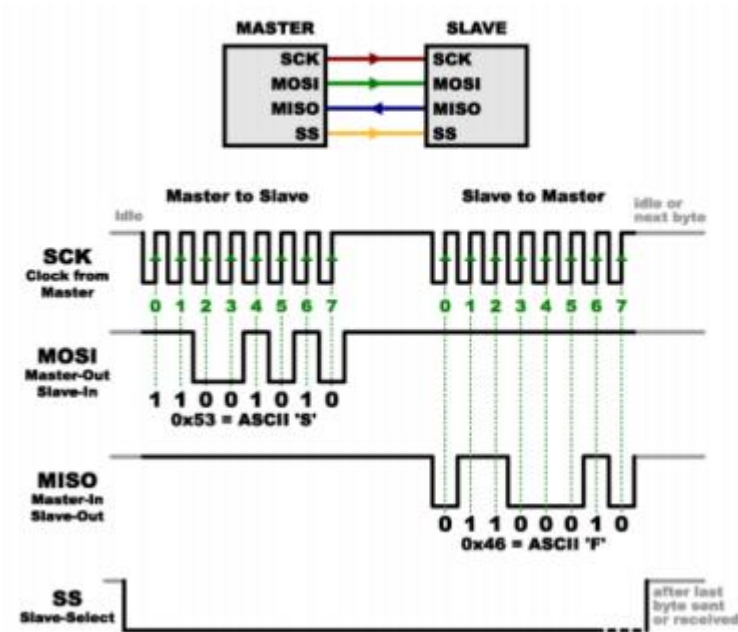 MASTER SLAVE
SCK SCK
MOSI MOSI
MISO MISO
SS SS
Master to Slave Slave to Master
Idle
idle or
next byte
SCK
Clock from
Master
0 1 2 3 4 5 6 7 0 1 2 3 4 5 6 7
MOSI
Master-Out
Slave-In
1 1 0 0 1 0 1 0
0x53 = ASCII 'S'
MISO
Master-In
Slave-Out
0 1 1 0 0 0 1 0
0x46 = ASCII 'F'
SS
Slave-Select
after last
byte sent
or received